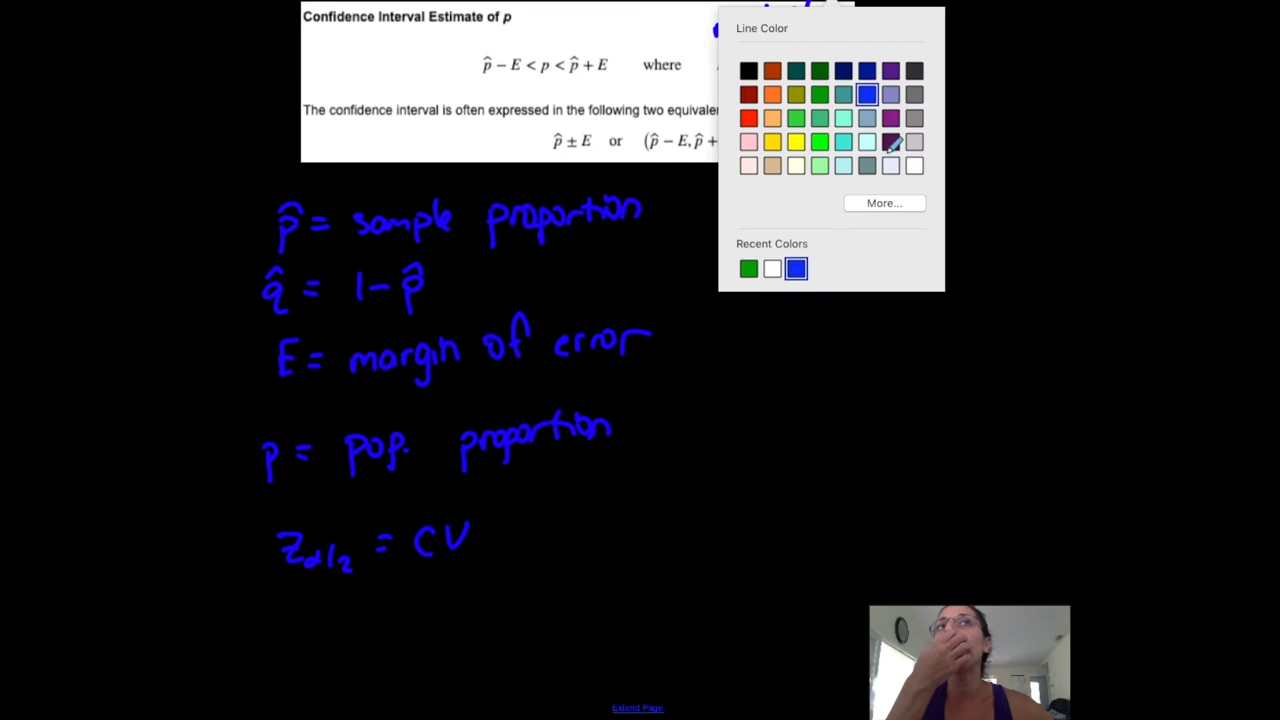 Confidence Interval Estimate of p
Line Color
p̂ − E < p < p̂ + E where
The confidence interval is often expressed in the following two
p̂ ± E or (p̂ − E, p̂ +
More...
Recent Colors
p̂ = sample proportion
q̂ = 1 − p̂
E = margin of error
p = pop. proportion
Zα/2 = CV
Extend Page